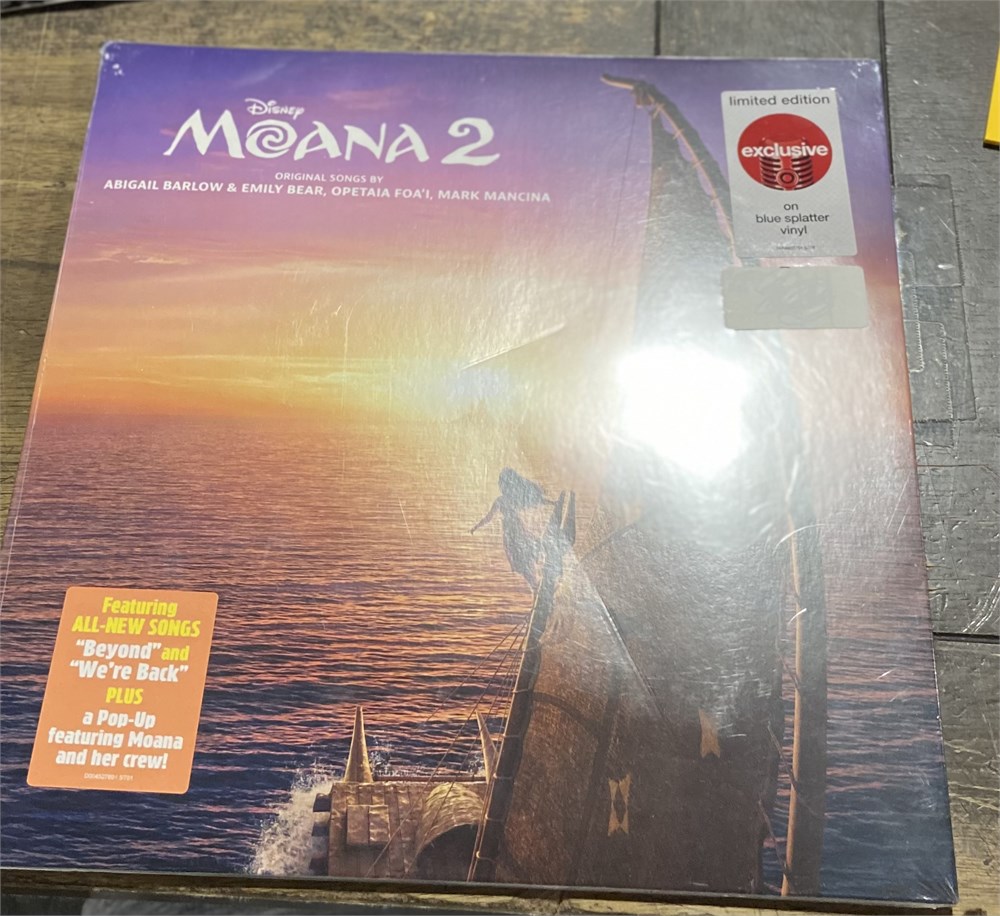 Disney
MOANA 2
ORIGINAL SONGS BY
ABIGAIL BARLOW & EMILY BEAR, OPETAIA FOA'I, MARK MANCINA
limited edition
exclusive
on
blue splatter
vinyl
Featuring
ALL-NEW SONGS
"Beyond" and
"We're Back"
PLUS
a Pop-Up
featuring Moana
and her crew!